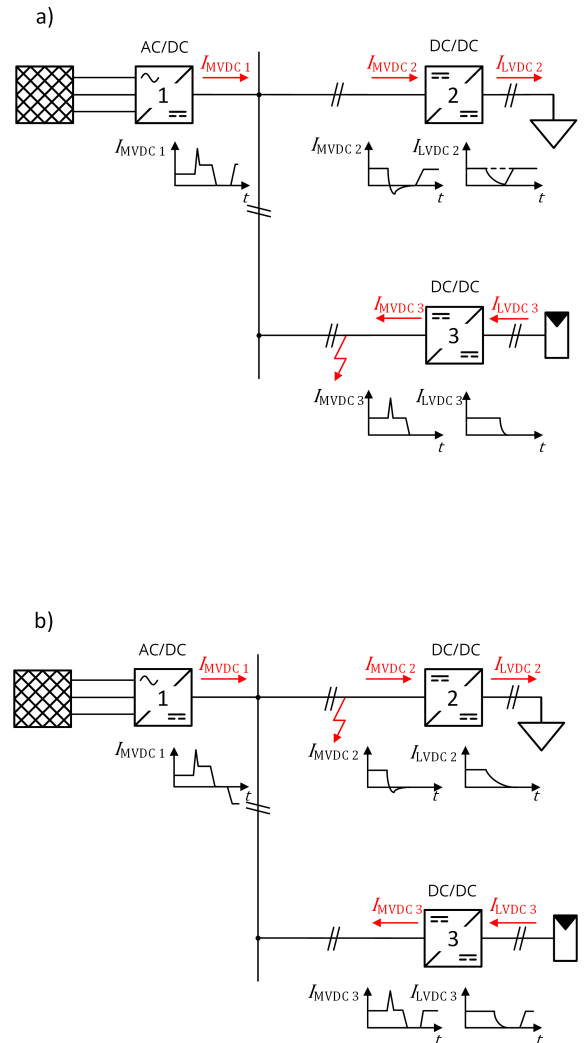 a)
AC/DC
DC/DC
I_MVDC 1
I_MVDC 2
I_LVDC 2
1
2
I_MVDC 1
I_MVDC 2
I_LVDC 2
t
t
t
DC/DC
I_MVDC 3
I_LVDC 3
3
I_MVDC 3
I_LVDC 3
t
t
b)
AC/DC
DC/DC
I_MVDC 1
I_MVDC 2
I_LVDC 2
1
2
I_MVDC 1
I_MVDC 2
I_LVDC 2
t
t
t
DC/DC
I_MVDC 3
I_LVDC 3
3
I_MVDC 3
I_LVDC 3
t
t